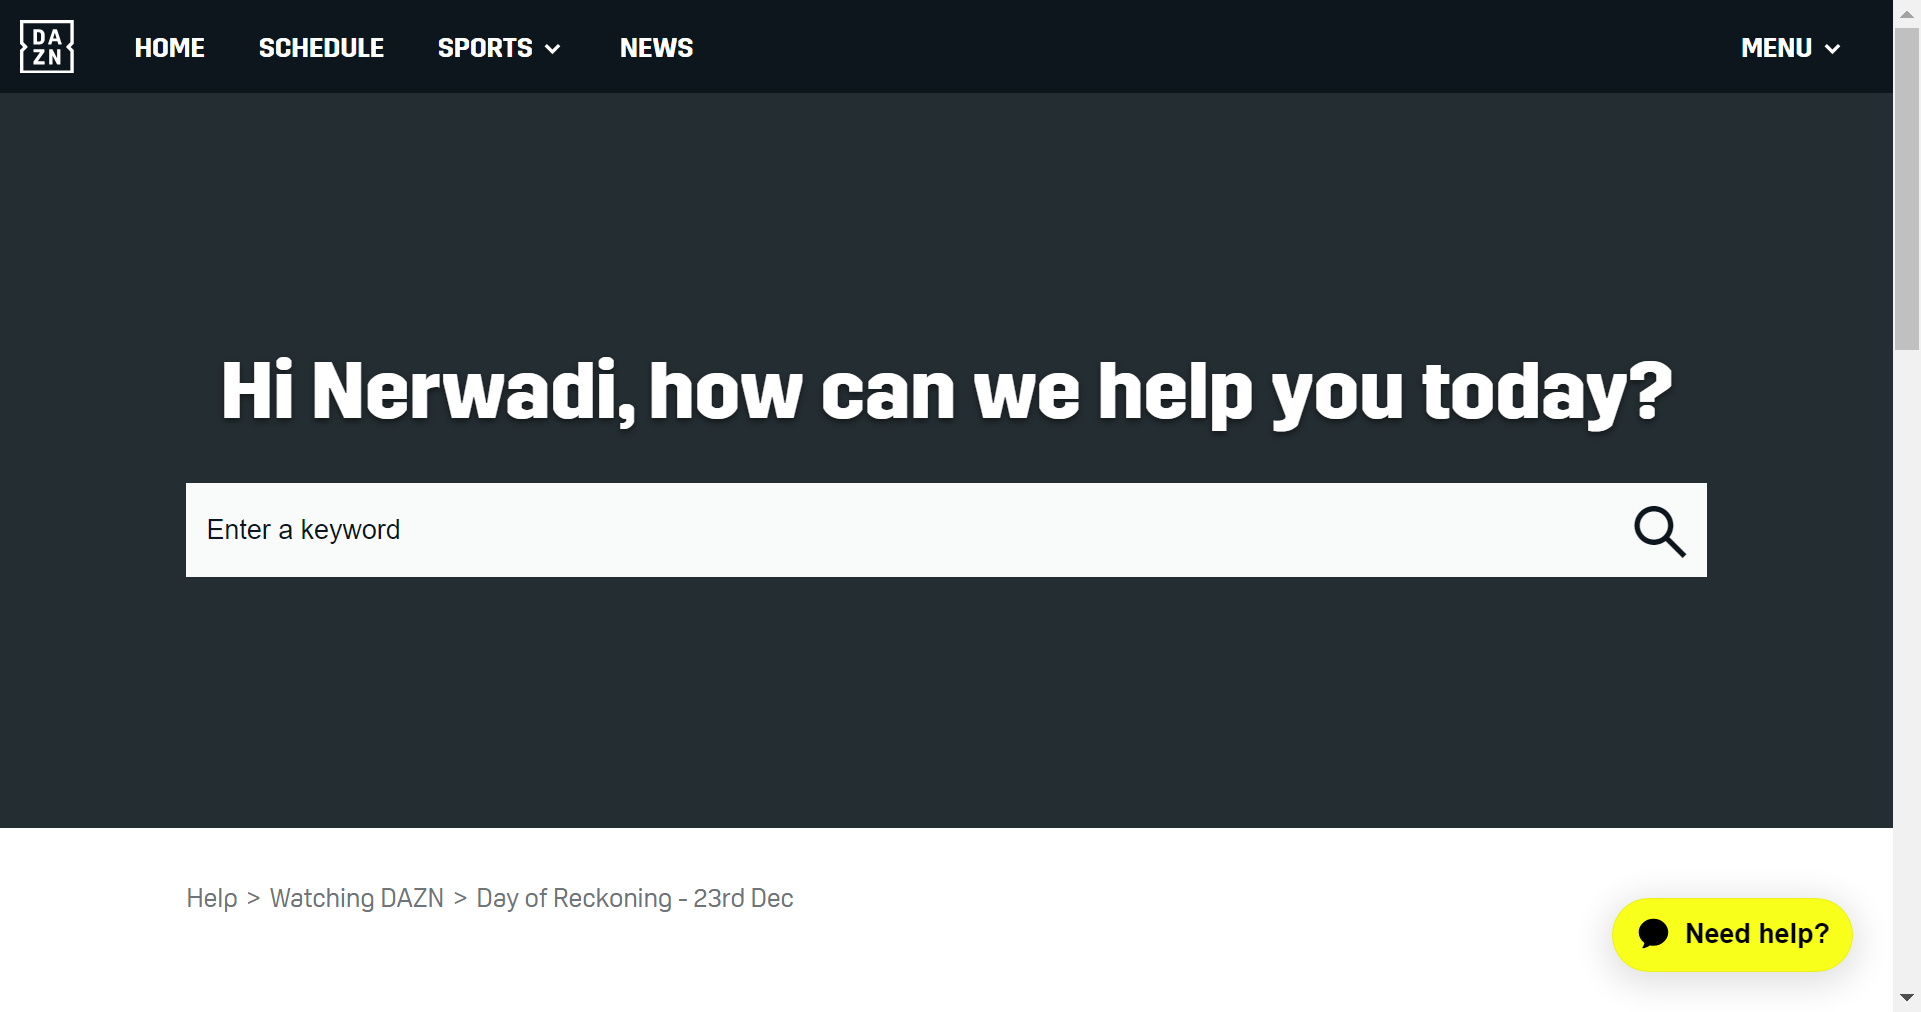 DA
ZN
HOME SCHEDULE SPORTS NEWS MENU
Hi Nerwadi, how can we help you today?
Enter a keyword
Help > Watching DAZN > Day of Reckoning - 23rd Dec
Need help?